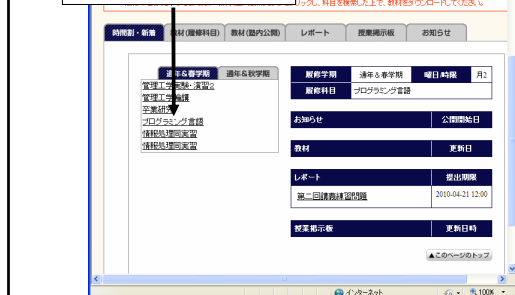 ックし、科目を検索した上で、教材をダウンロードしてください。
時間割・新着 教材(履修科目) 教材(塾内公開) レポート 授業掲示板 お知らせ
通年&春学期 通年&秋学期
管理工学実験・演習2
管理工学輪講
卒業研究
プログラミング言語
情報処理同実習
情報処理同実習
履修学期 通年&春学期 曜日/時限 月2
履修科目 プログラミング言語
お知らせ 公開開始日
教材 更新日
レポート 提出期限
第二回講義練習問題 2010-04-21 12:00
授業掲示板 更新日時
▲このページのトップ
インターネット 100%